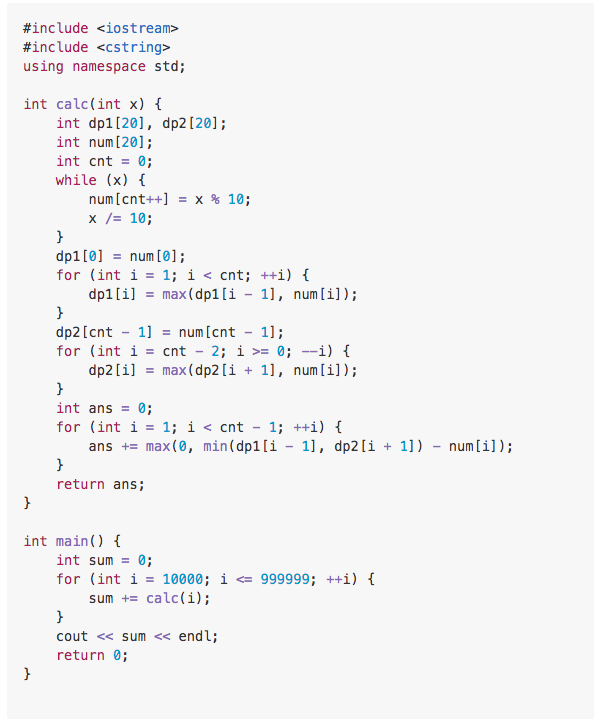 #include <iostream>
#include <cstring>
using namespace std;

int calc(int x) {
    int dp1[20], dp2[20];
    int num[20];
    int cnt = 0;
    while (x) {
        num[cnt++] = x % 10;
        x /= 10;
    }
    dp1[0] = num[0];
    for (int i = 1; i < cnt; ++i) {
        dp1[i] = max(dp1[i - 1], num[i]);
    }
    dp2[cnt - 1] = num[cnt - 1];
    for (int i = cnt - 2; i >= 0; --i) {
        dp2[i] = max(dp2[i + 1], num[i]);
    }
    int ans = 0;
    for (int i = 1; i < cnt - 1; ++i) {
        ans += max(0, min(dp1[i - 1], dp2[i + 1]) - num[i]);
    }
    return ans;
}

int main() {
    int sum = 0;
    for (int i = 10000; i <= 999999; ++i) {
        sum += calc(i);
    }
    cout << sum << endl;
    return 0;
}